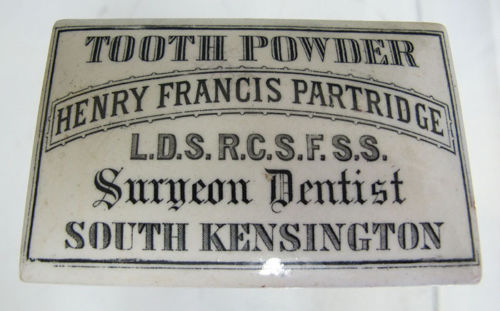 TOOTH POWDER
HENRY FRANCIS PARTRIDGE
L.D.S. R.C.S. F. S.S.
Surgeon Dentist
SOUTH KENSINGTON